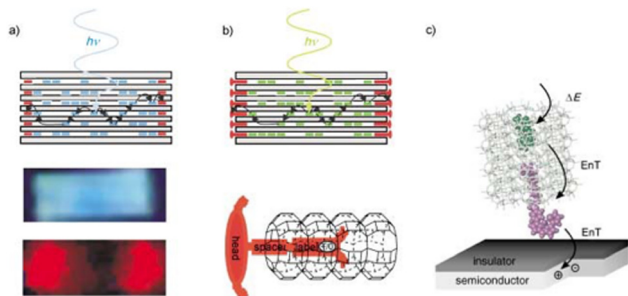 a)
hν
b)
hν
c)
ΔE
EnT
EnT
head
spacer
label
insulator
semiconductor
⊕
⊖